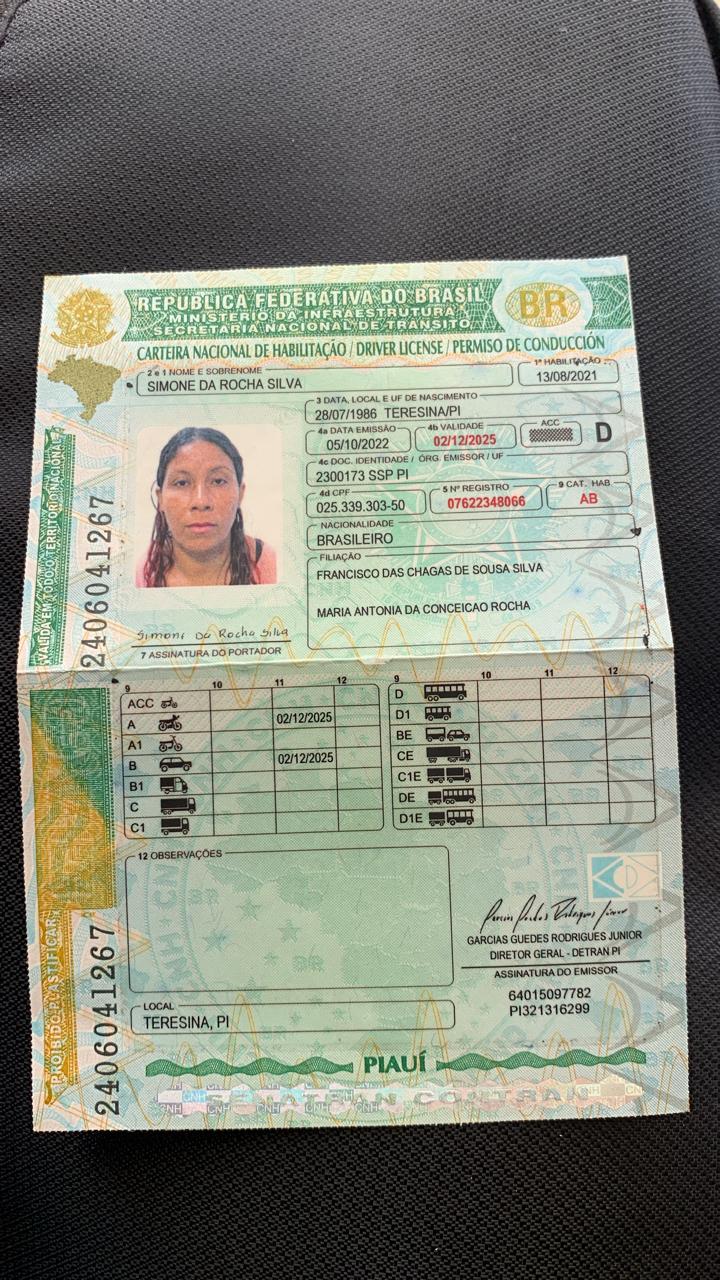 REPÚBLICA FEDERATIVA DO BRASIL
MINISTÉRIO DA INFRAESTRUTURA
SECRETARIA NACIONAL DE TRÂNSITO
BR
CARTEIRA NACIONAL DE HABILITAÇÃO / DRIVER LICENSE / PERMISO DE CONDUCCIÓN
2 e 1 NOME E SOBRENOME
SIMONE DA ROCHA SILVA
1ª HABILITAÇÃO
13/08/2021
3 DATA, LOCAL E UF DE NASCIMENTO
28/07/1986 TERESINA/PI
4a DATA EMISSÃO
05/10/2022
4b VALIDADE
02/12/2025
ACC
D
4c DOC. IDENTIDADE / ÓRG. EMISSOR / UF
2300173 SSP PI
4d CPF
025.339.303-50
5 Nº REGISTRO
07622348066
9 CAT. HAB.
AB
NACIONALIDADE
BRASILEIRO
FILIAÇÃO
FRANCISCO DAS CHAGAS DE SOUSA SILVA
MARIA ANTONIA DA CONCEICAO ROCHA
Simone da Rocha Silva
7 ASSINATURA DO PORTADOR
VÁLIDA EM TODO O TERRITÓRIO NACIONAL
2406041267
9 10 11 12
ACC
A 02/12/2025
A1
B 02/12/2025
B1
C
C1
9 10 11 12
D
D1
BE
CE
C1E
DE
D1E
12 OBSERVAÇÕES
GARCIAS GUEDES RODRIGUES JUNIOR
DIRETOR GERAL - DETRAN PI
ASSINATURA DO EMISSOR
64015097782
PI321316299
LOCAL
TERESINA, PI
PROIBIDO PLASTIFICAR
2406041267
PIAUÍ
SENATRAN CONTRAN